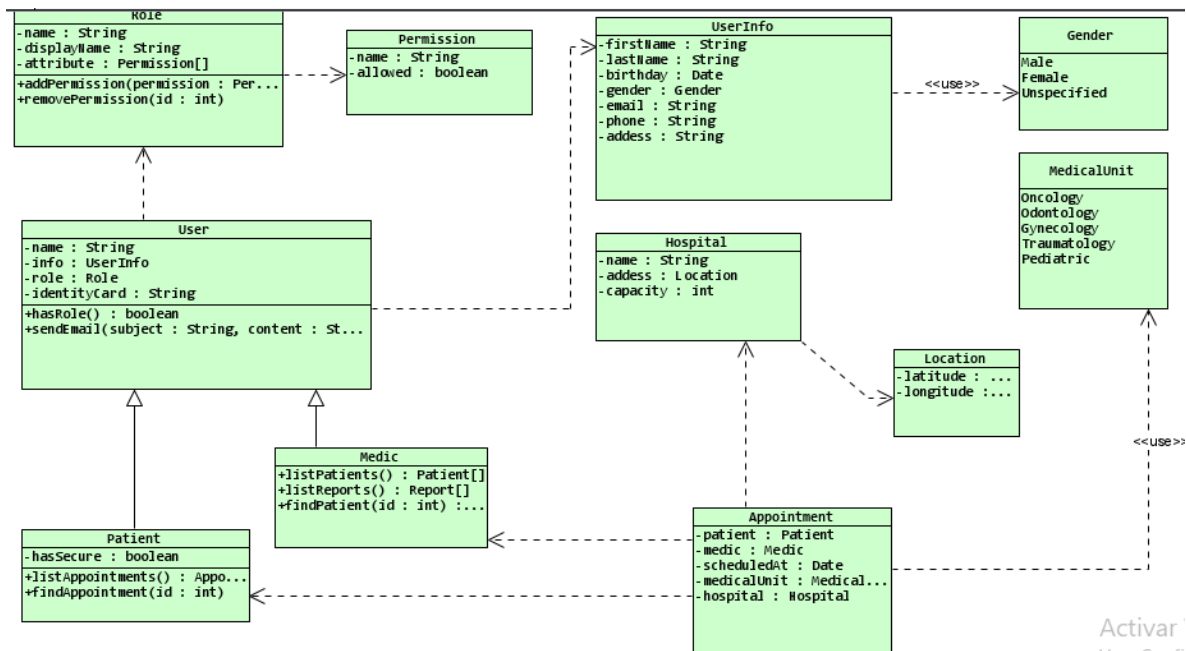 Role
-name : String
-displayName : String
-attribute : Permission[]
+addPermission(permission : Per...
+removePermission(id : int)
Permission
-name : String
-allowed : boolean
UserInfo
-firstName : String
-lastName : String
-birthday : Date
-gender : Gender
-email : String
-phone : String
-addess : String
<<use>>
Gender
Male
Female
Unspecified
MedicalUnit
Oncology
Odontology
Gynecology
Traumatology
Pediatric
User
-name : String
-info : UserInfo
-role : Role
-identityCard : String
+hasRole() : boolean
+sendEmail(subject : String, content : St...
Hospital
-name : String
-addess : Location
-capacity : int
Location
-latitude : ...
-longitude :...
<<use>>
Medic
+listPatients() : Patient[]
+listReports() : Report[]
+findPatient(id : int) :...
Patient
-hasSecure : boolean
+listAppointments() : Appo...
+findAppointment(id : int)
Appointment
-patient : Patient
-medic : Medic
-scheduledAt : Date
-medicalUnit : Medical...
-hospital : Hospital
Activar